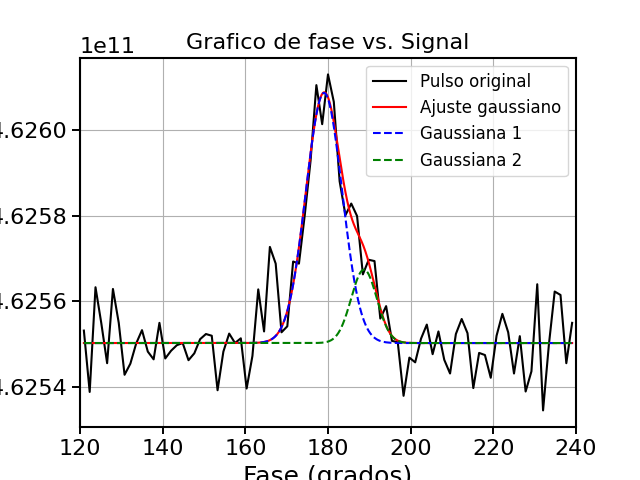 1e11
Grafico de fase vs. Signal
Pulso original
Ajuste gaussiano
Gaussiana 1
Gaussiana 2
4.6260
4.6258
4.6256
4.6254
120 140 160 180 200 220 240
Fase (grados)